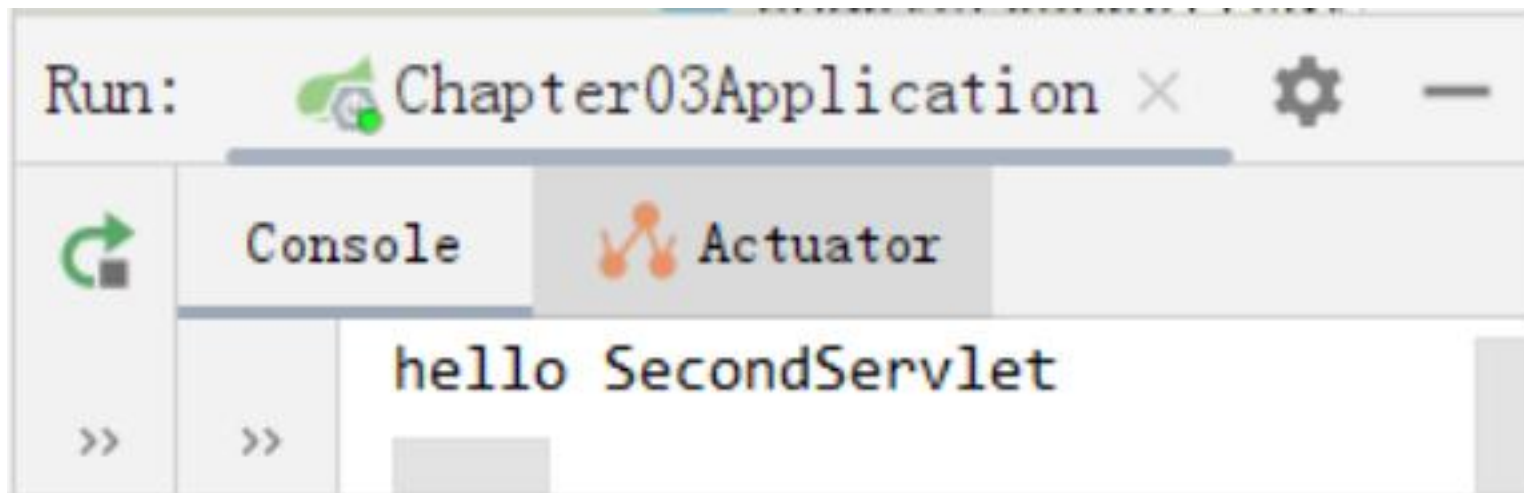 Run: Chapter03Application
Console Actuator
hello SecondServlet